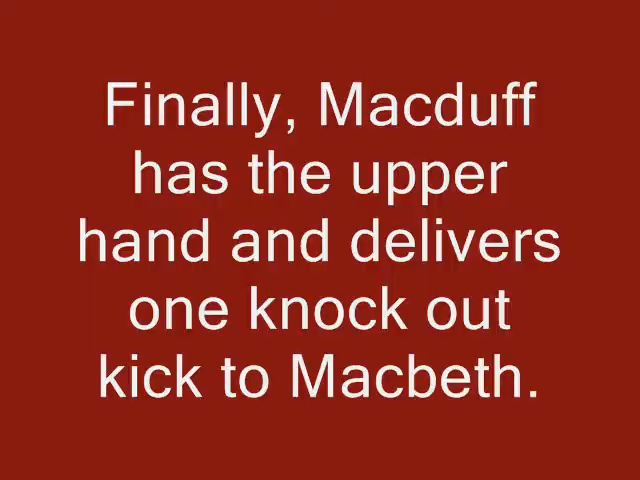 Finally, Macduff
has the upper
hand and delivers
one knock out
kick to Macbeth.